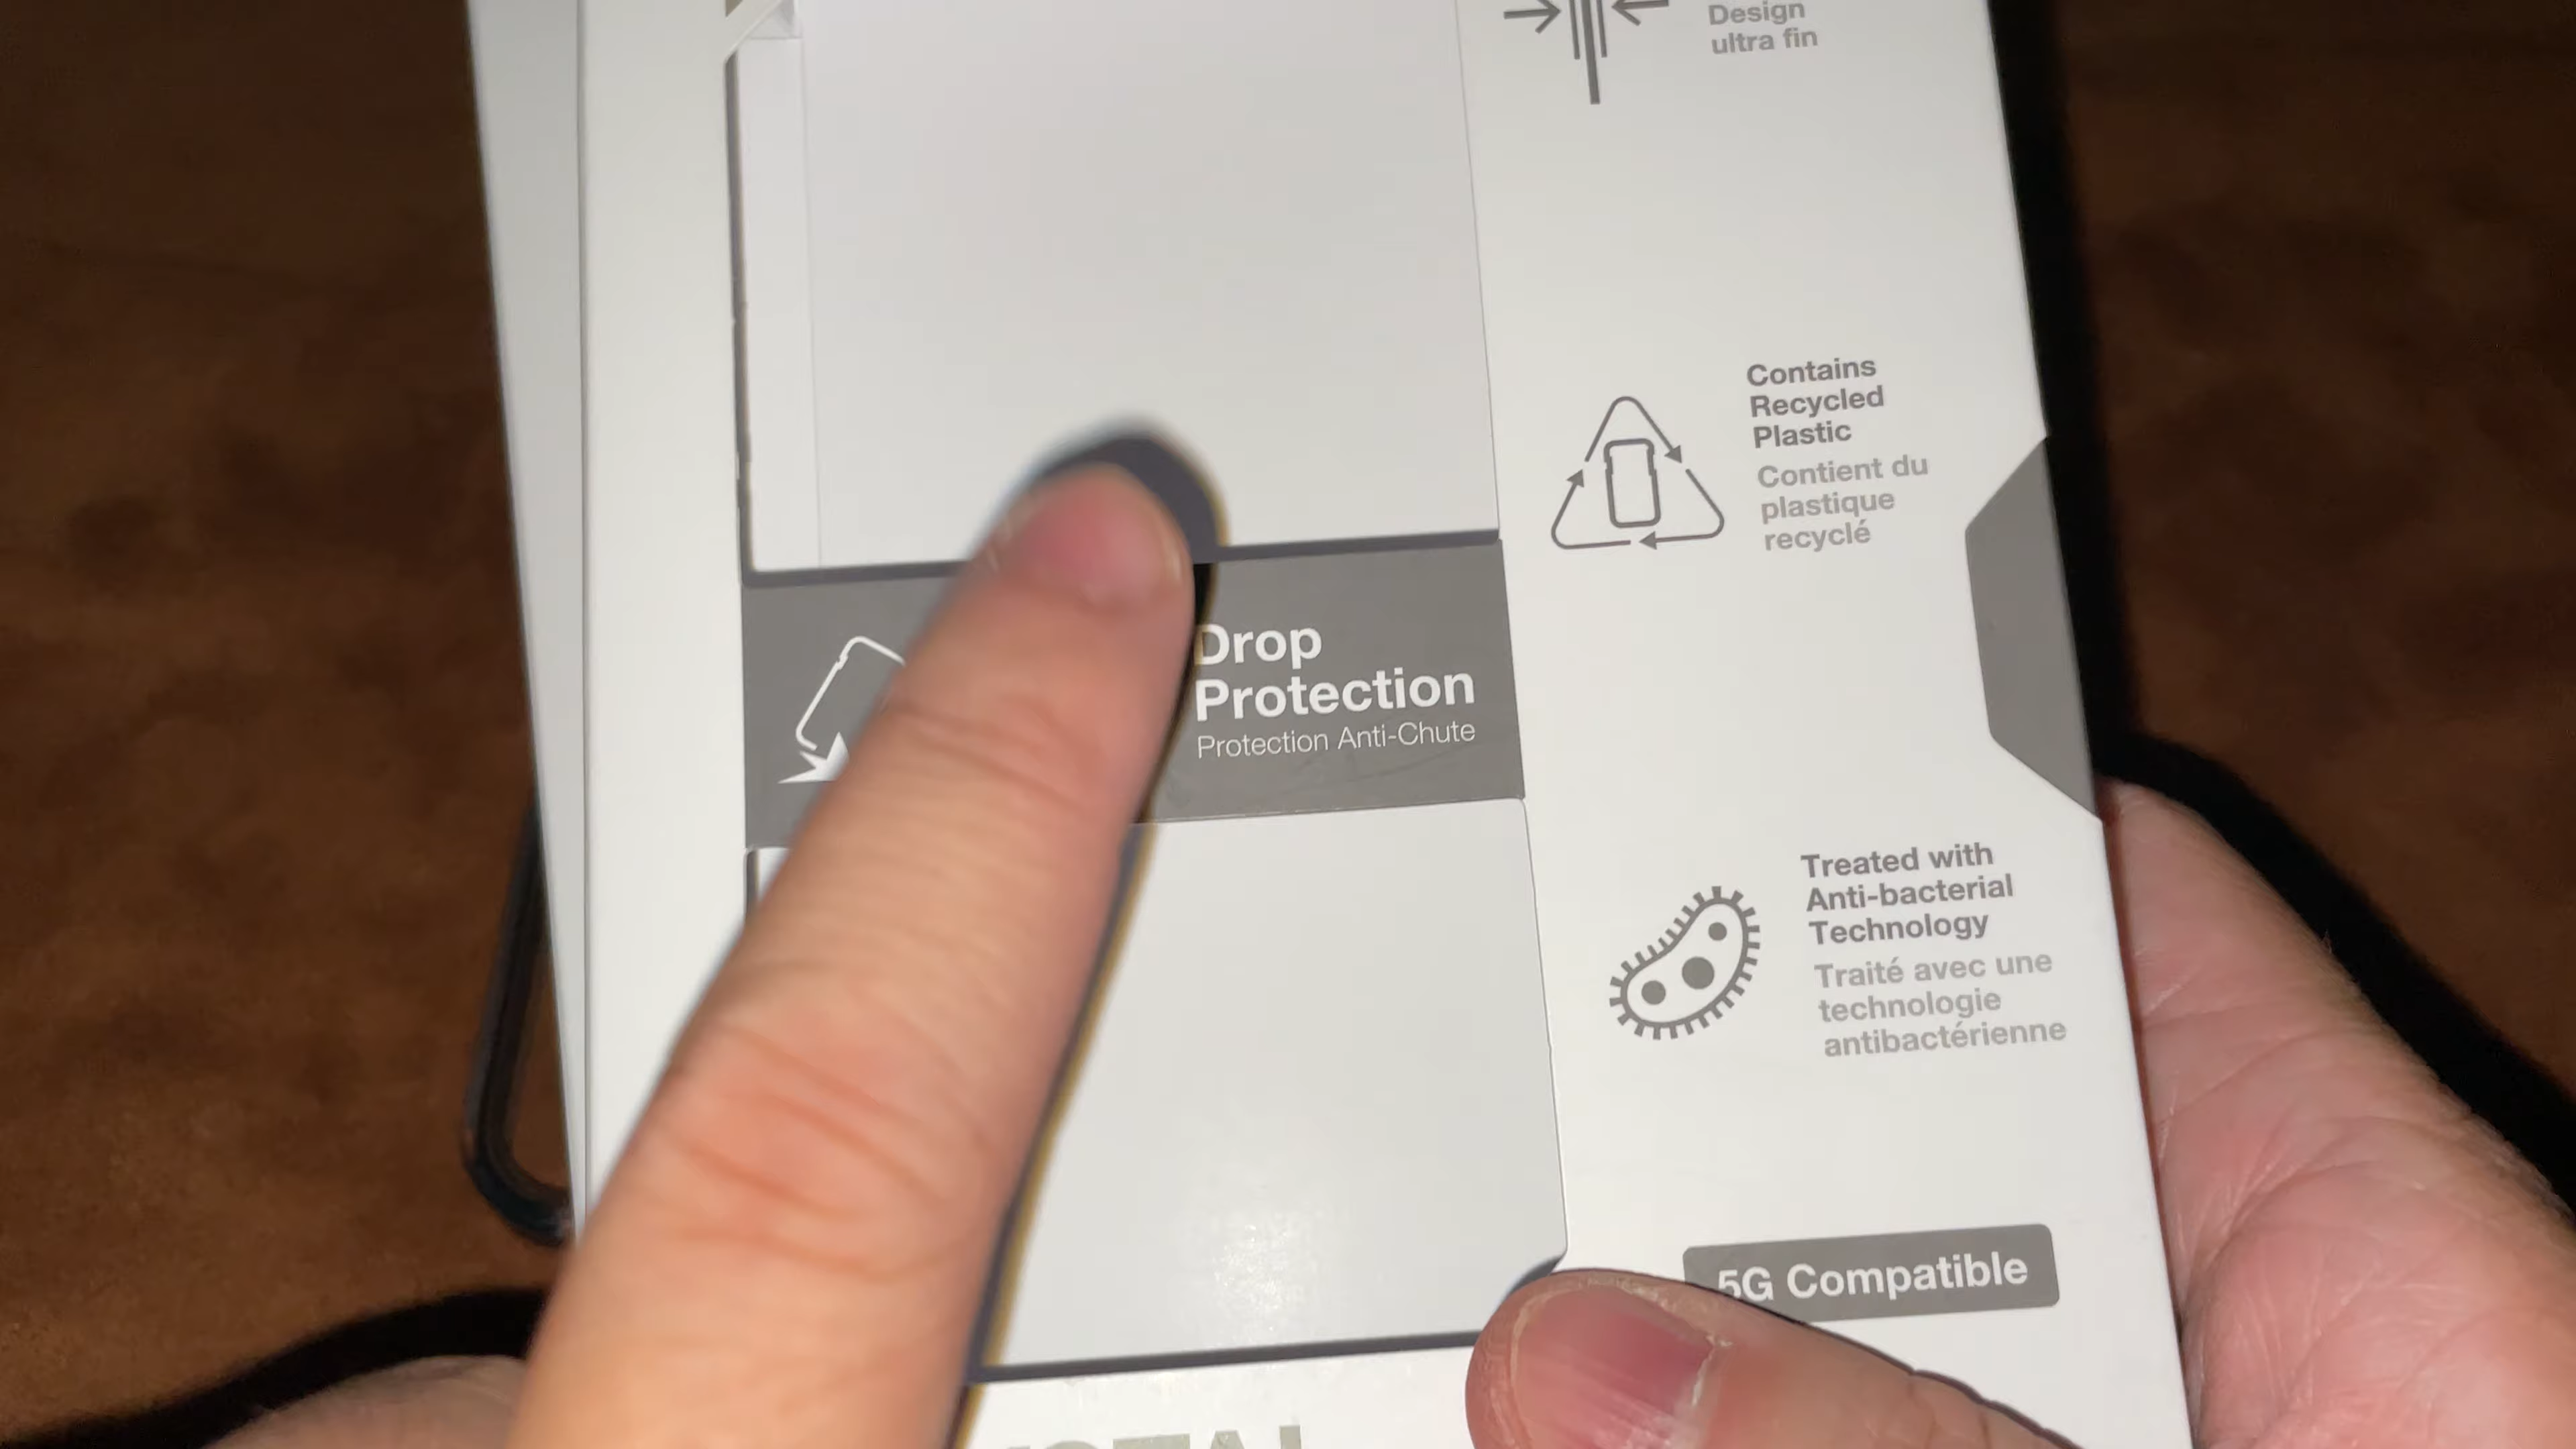 Design
ultra fin
Contains
Recycled
Plastic
Contient du
plastique
recyclé
Drop
Protection
Protection Anti-Chute
Treated with
Anti-bacterial
Technology
Traité avec une
technologie
antibactérienne
5G Compatible